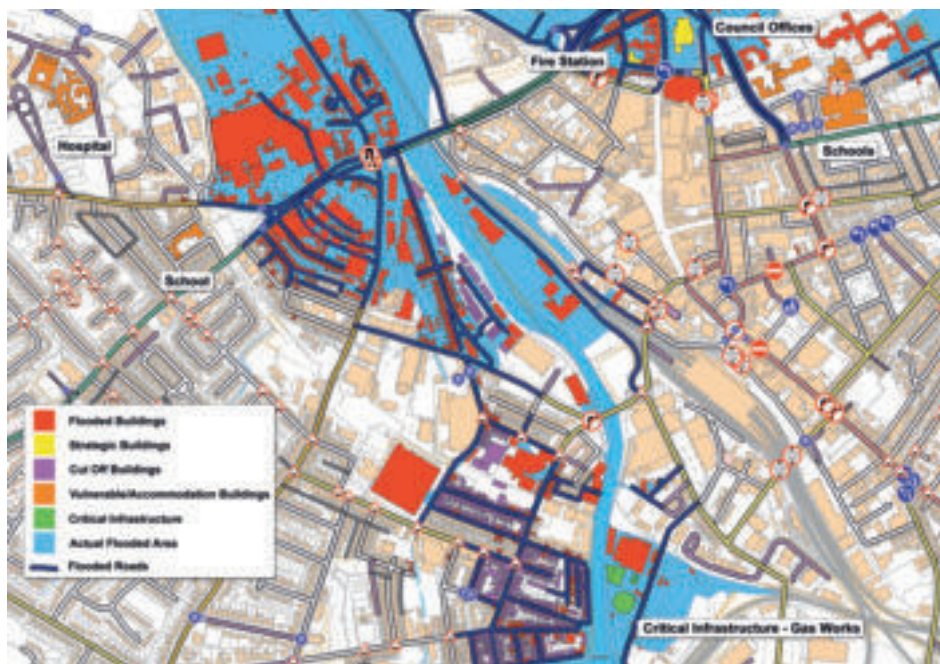 Council Offices
Fire Station
Hospital
Schools
School
Flooded Buildings
Strategic Buildings
Cut Off Buildings
Vulnerable/Accommodation Buildings
Critical Infrastructure
Actual Flooded Area
Flooded Roads
Critical Infrastructure - Gas Works